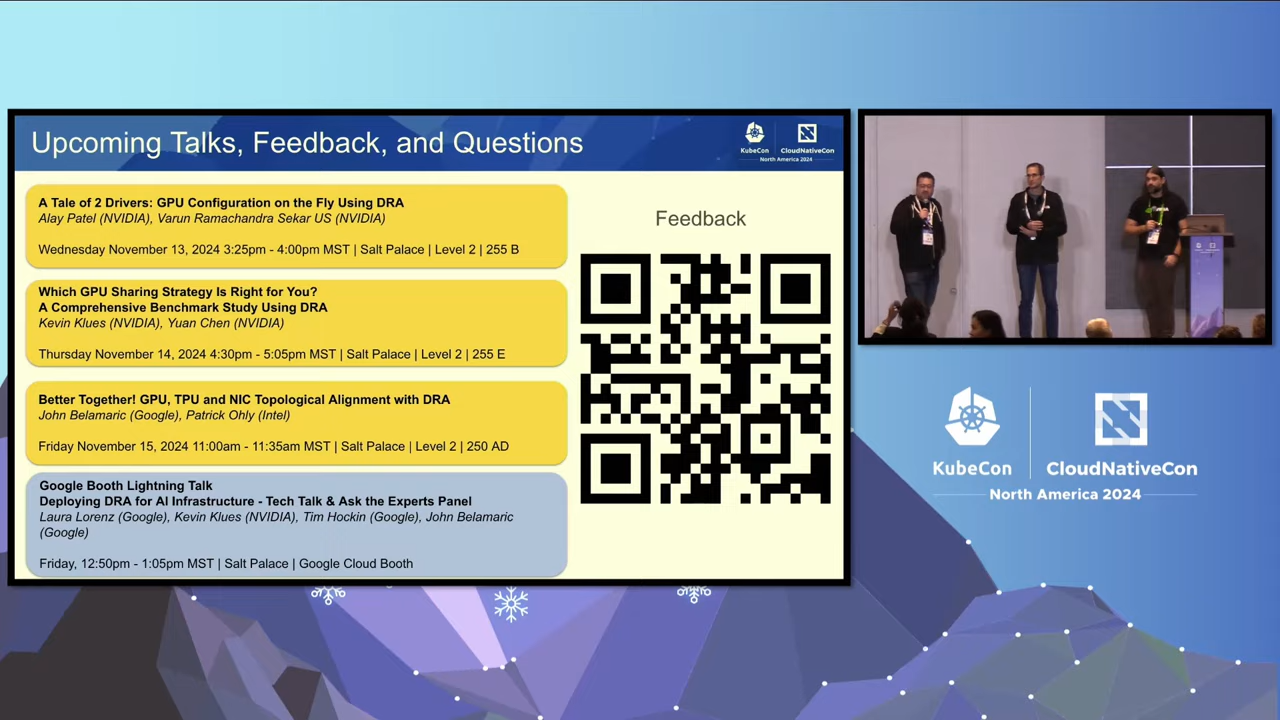 Upcoming Talks, Feedback, and Questions
KubeCon
CloudNativeCon
North America 2024
A Tale of 2 Drivers: GPU Configuration on the Fly Using DRA
Alay Patel (NVIDIA), Varun Ramachandra Sekar US (NVIDIA)
Wednesday November 13, 2024 3:25pm - 4:00pm MST | Salt Palace | Level 2 | 255 B
Which GPU Sharing Strategy Is Right for You?
A Comprehensive Benchmark Study Using DRA
Kevin Klues (NVIDIA), Yuan Chen (NVIDIA)
Thursday November 14, 2024 4:30pm - 5:05pm MST | Salt Palace | Level 2 | 255 E
Better Together! GPU, TPU and NIC Topological Alignment with DRA
John Belamaric (Google), Patrick Ohly (Intel)
Friday November 15, 2024 11:00am - 11:35am MST | Salt Palace | Level 2 | 250 AD
Google Booth Lightning Talk
Deploying DRA for AI Infrastructure - Tech Talk & Ask the Experts Panel
Laura Lorenz (Google), Kevin Klues (NVIDIA), Tim Hockin (Google), John Belamaric
(Google)
Friday, 12:50pm - 1:05pm MST | Salt Palace | Google Cloud Booth
Feedback
KubeCon
CloudNativeCon
North America 2024